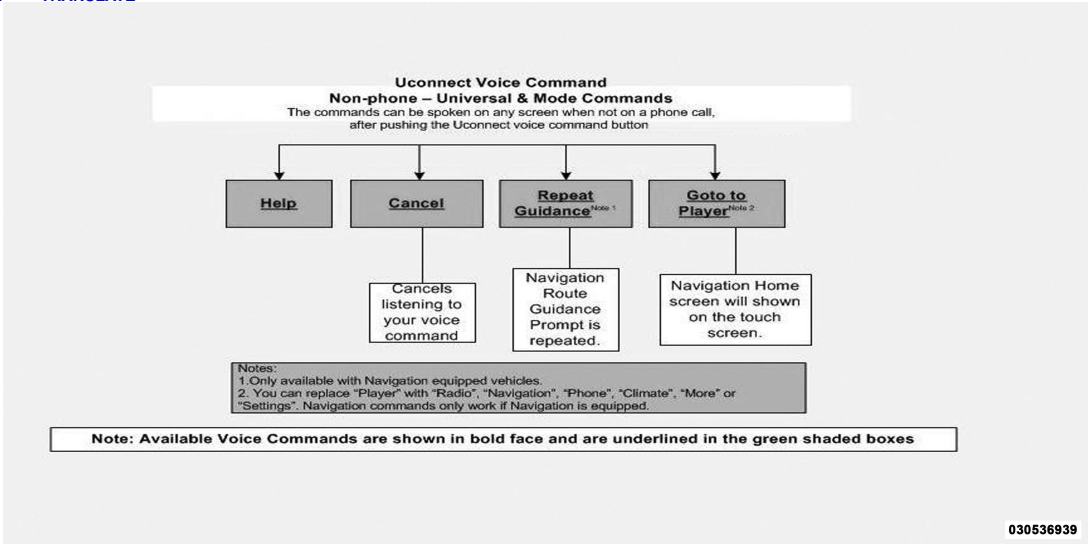 Uconnect Voice Command
Non-phone – Universal & Mode Commands
The commands can be spoken on any screen when not on a phone call,
after pushing the Uconnect voice command button
Help
Cancel
Repeat
Guidance Note 1
Goto to
Player Note 2
Cancels
listening to
your voice
command
Navigation
Route
Guidance
Prompt is
repeated.
Navigation Home
screen will shown
on the touch
screen.
Notes:
1.Only available with Navigation equipped vehicles.
2. You can replace “Player” with “Radio”, “Navigation”, “Phone”, “Climate”, “More” or
“Settings”. Navigation commands only work if Navigation is equipped.
Note: Available Voice Commands are shown in bold face and are underlined in the green shaded boxes
030536939